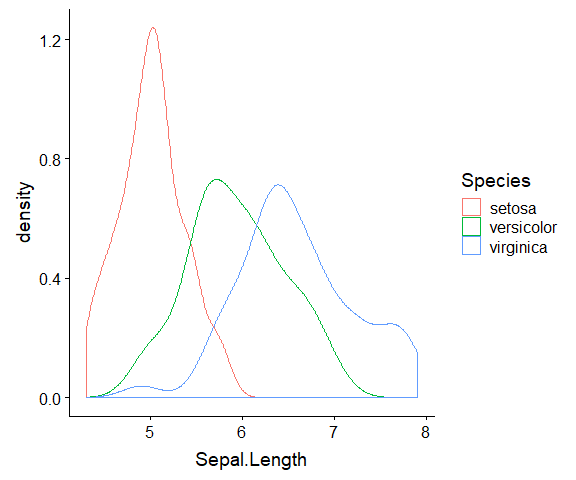 1.2
0.8
0.4
0.0
density
5 6 7 8
Sepal.Length
Species
setosa
versicolor
virginica